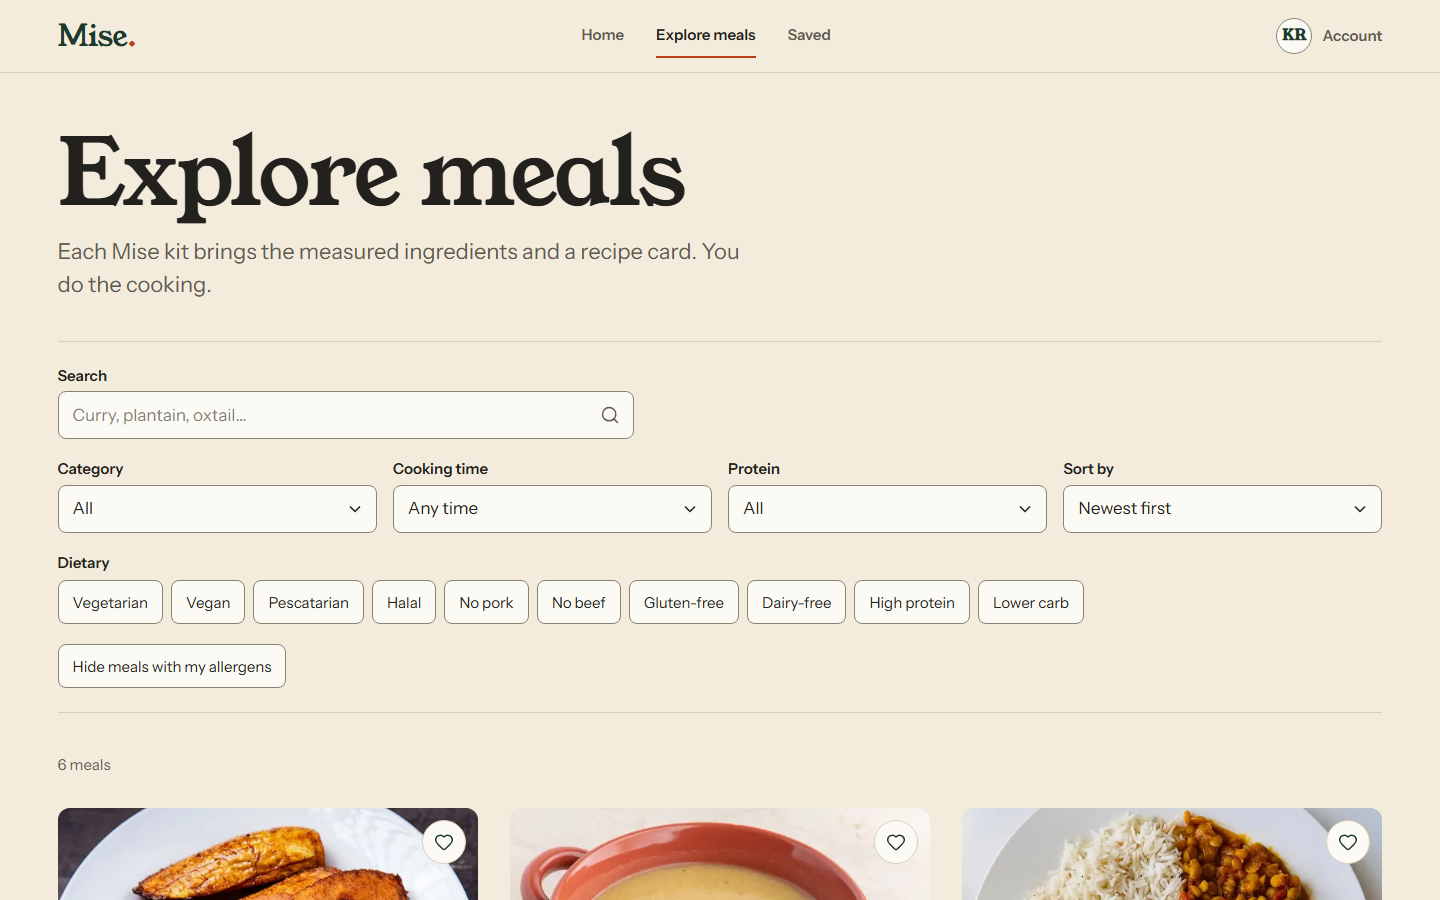 Mise.
Home
Explore meals
Saved
KR
Account
Explore meals
Each Mise kit brings the measured ingredients and a recipe card. You
do the cooking.
Search
Curry, plantain, oxtail...
Category
Cooking time
Protein
Sort by
All
Any time
All
Newest first
Dietary
Vegetarian
Vegan
Pescatarian
Halal
No pork
No beef
Gluten-free
Dairy-free
High protein
Lower carb
Hide meals with my allergens
6 meals